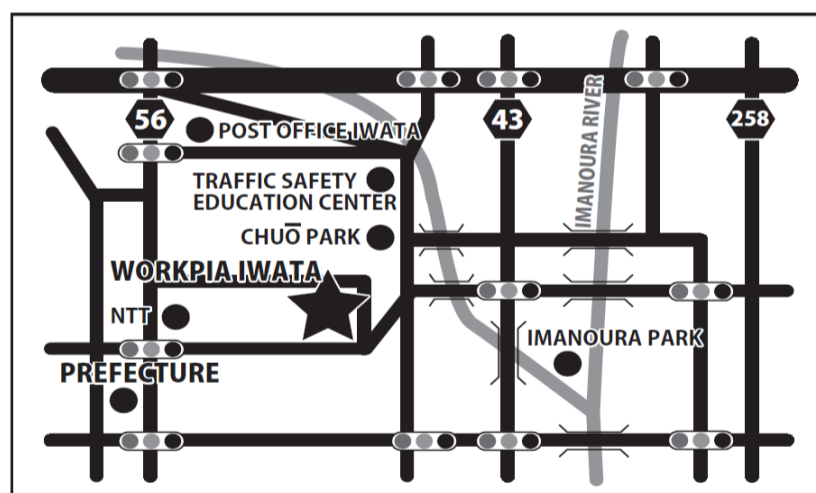 56
43
258
POST OFFICE IWATA
IMANOURA RIVER
TRAFFIC SAFETY
EDUCATION CENTER
CHUŌ PARK
WORKPIA IWATA
NTT
IMANOURA PARK
PREFECTURE